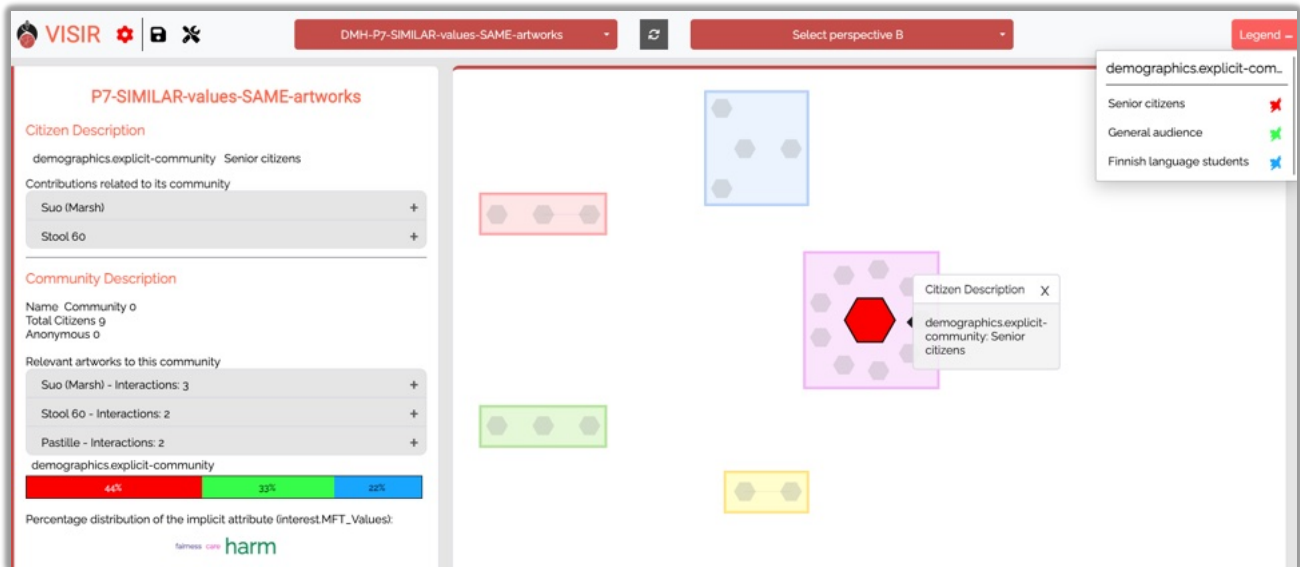 VISIR
DMH-P7-SIMILAR-values-SAME-artworks
Select perspective B
Legend –
demographics.explicit-com...
Senior citizens
General audience
Finnish language students
P7-SIMILAR-values-SAME-artworks
Citizen Description
demographics.explicit-community Senior citizens
Contributions related to its community
Suo (Marsh) +
Stool 60 +
Community Description
Name Community 0
Total Citizens 9
Anonymous 0
Relevant artworks to this community
Suo (Marsh) - Interactions: 3 +
Stool 60 - Interactions: 2 +
Pastille - Interactions: 2 +
demographics.explicit-community
44% 33% 22%
Percentage distribution of the implicit attribute (interest.MFT_Values):
fairness care harm
Citizen Description X
demographics.explicit-
community: Senior
citizens